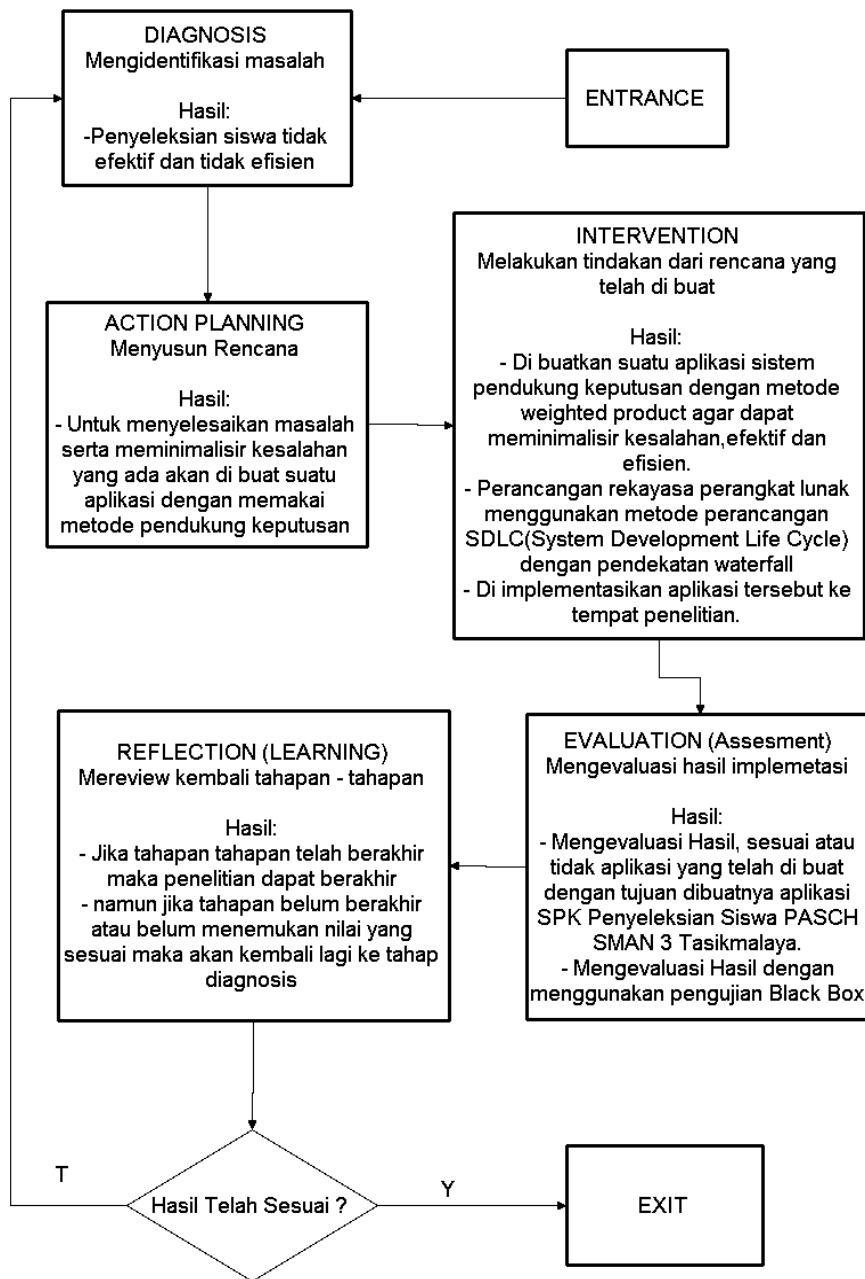 DIAGNOSIS
Mengidentifikasi masalah
Hasil:
-Penyeleksian siswa tidak
efektif dan tidak efisien
ENTRANCE
ACTION PLANNING
Menyusun Rencana
Hasil:
- Untuk menyelesaikan masalah
serta meminimalisir kesalahan
yang ada akan di buat suatu
aplikasi dengan memakai
metode pendukung keputusan
INTERVENTION
Melakukan tindakan dari rencana yang
telah di buat
Hasil:
- Di buatkan suatu aplikasi sistem
pendukung keputusan dengan metode
weighted product agar dapat
meminimalisir kesalahan,efektif dan
efisien.
- Perancangan rekayasa perangkat lunak
menggunakan metode perancangan
SDLC(System Development Life Cycle)
dengan pendekatan waterfall
- Di implementasikan aplikasi tersebut ke
tempat penelitian.
EVALUATION (Assesment)
Mengevaluasi hasil implemetasi
Hasil:
- Mengevaluasi Hasil, sesuai atau
tidak aplikasi yang telah di buat
dengan tujuan dibuatnya aplikasi
SPK Penyeleksian Siswa PASCH
SMAN 3 Tasikmalaya.
- Mengevaluasi Hasil dengan
menggunakan pengujian Black Box
REFLECTION (LEARNING)
Mereview kembali tahapan - tahapan
Hasil:
- Jika tahapan tahapan telah berakhir
maka penelitian dapat berakhir
- namun jika tahapan belum berakhir
atau belum menemukan nilai yang
sesuai maka akan kembali lagi ke tahap
diagnosis
T
Hasil Telah Sesuai ?
Y
EXIT